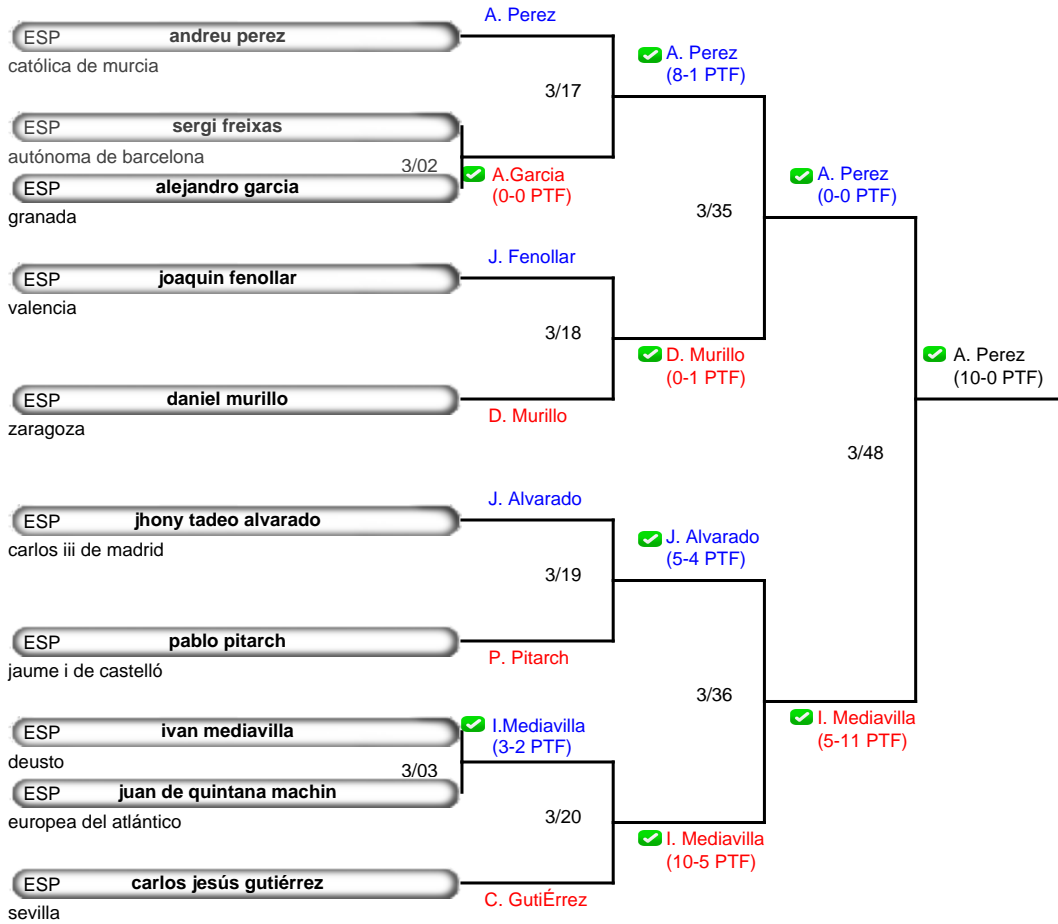 A. Perez
ESP andreu perez
católica de murcia
A. Perez
(8-1 PTF)
3/17
ESP sergi freixas
autónoma de barcelona
3/02
ESP alejandro garcia
granada
A.Garcia
(0-0 PTF)
A. Perez
(0-0 PTF)
3/35
J. Fenollar
ESP joaquin fenollar
valencia
3/18
D. Murillo
(0-1 PTF)
A. Perez
(10-0 PTF)
ESP daniel murillo
zaragoza
D. Murillo
3/48
J. Alvarado
ESP jhony tadeo alvarado
carlos iii de madrid
J. Alvarado
(5-4 PTF)
3/19
ESP pablo pitarch
jaume i de castelló
P. Pitarch
3/36
ESP ivan mediavilla
deusto
I.Mediavilla
(3-2 PTF)
I. Mediavilla
(5-11 PTF)
3/03
ESP juan de quintana machin
europea del atlántico
3/20
I. Mediavilla
(10-5 PTF)
ESP carlos jesús gutiérrez
sevilla
C. GutiÉrrez